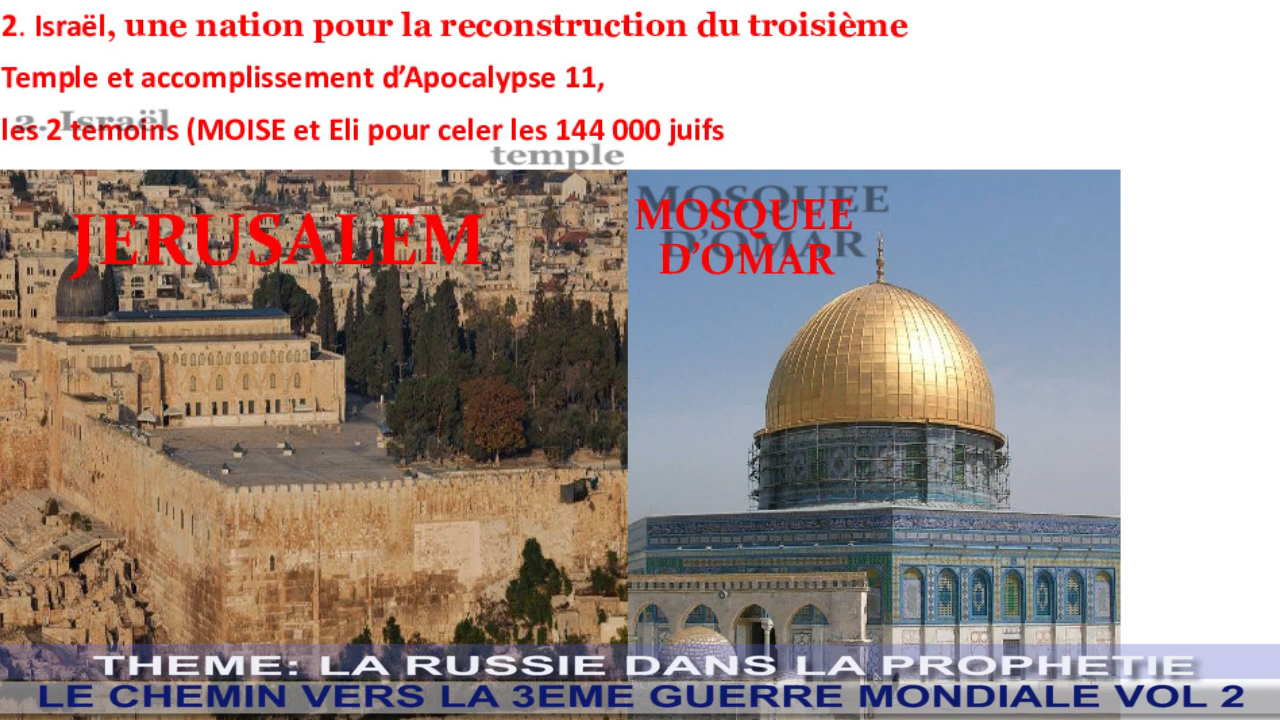 2. Israël, une nation pour la reconstruction du troisième
Temple et accomplissement d’Apocalypse 11,
2. Israël
les 2 temoins (MOISE et Eli pour celer les 144 000 juifs
temple
MOSQUEE
D’OMAR
JERUSALEM
MOSQUEE
D’OMAR
THEME: LA RUSSIE DANS LA PROPHETIE
LE CHEMIN VERS LA 3EME GUERRE MONDIALE VOL 2